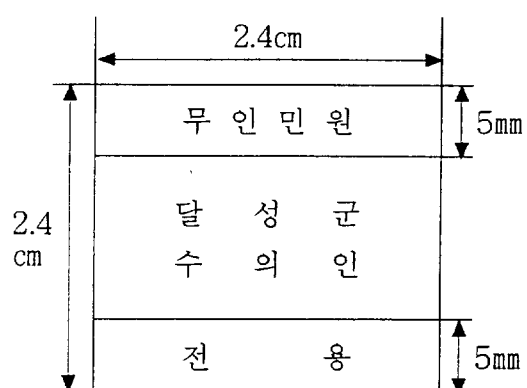 2.4cm
무 인 민 원
5mm
달 성 군
수 의 인
2.4
cm
전 용
5mm